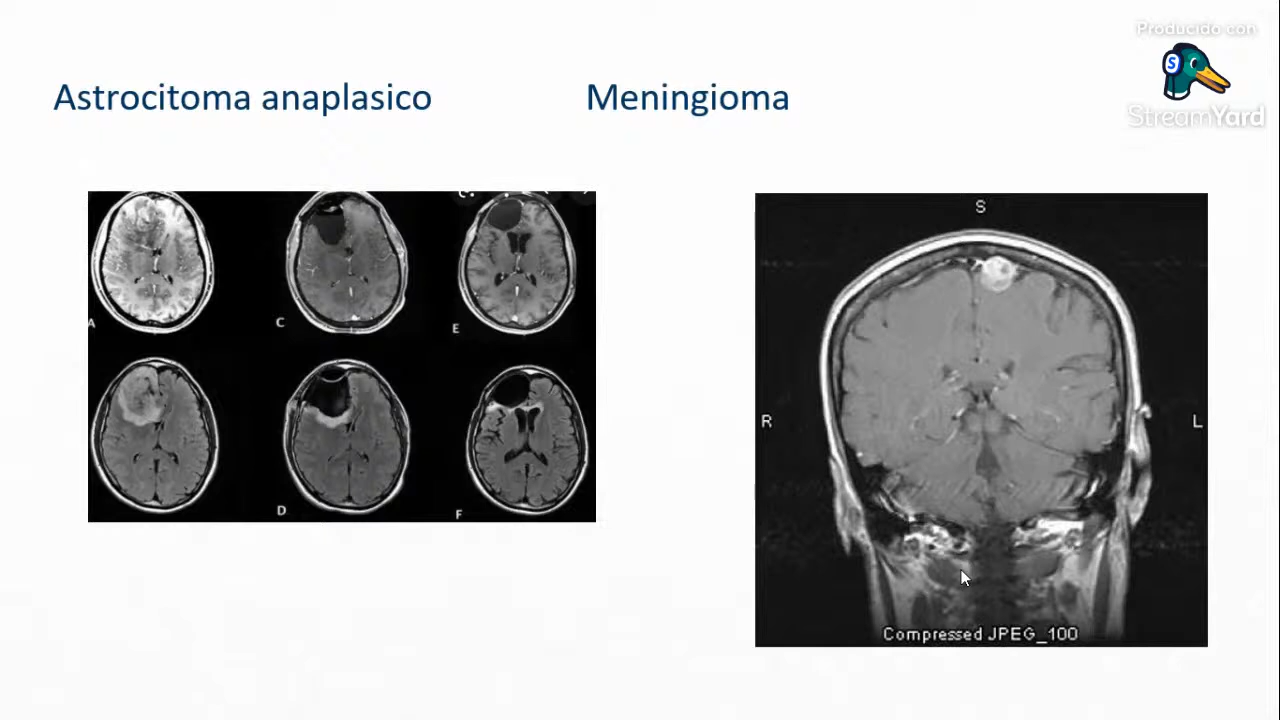 Producido con
StreamYard
Astrocitoma anaplasico
Meningioma
A
C
C.
E
D
F
S
R
L
Compressed JPEG_100